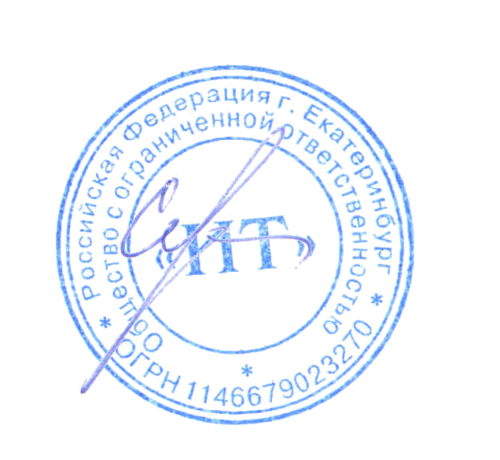 * Российская Федерация г. Екатеринбург *
Общество с ограниченной ответственностью
«ИТ»
ОГРН 1146679023270
*